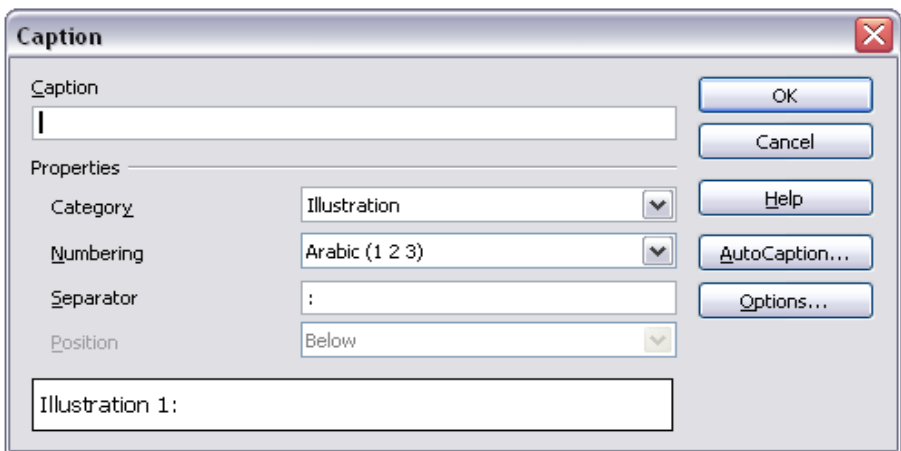 Caption
Caption
OK
Cancel
Properties
Category Illustration
Help
Numbering Arabic (1 2 3)
AutoCaption...
Separator :
Options...
Position Below
Illustration 1: